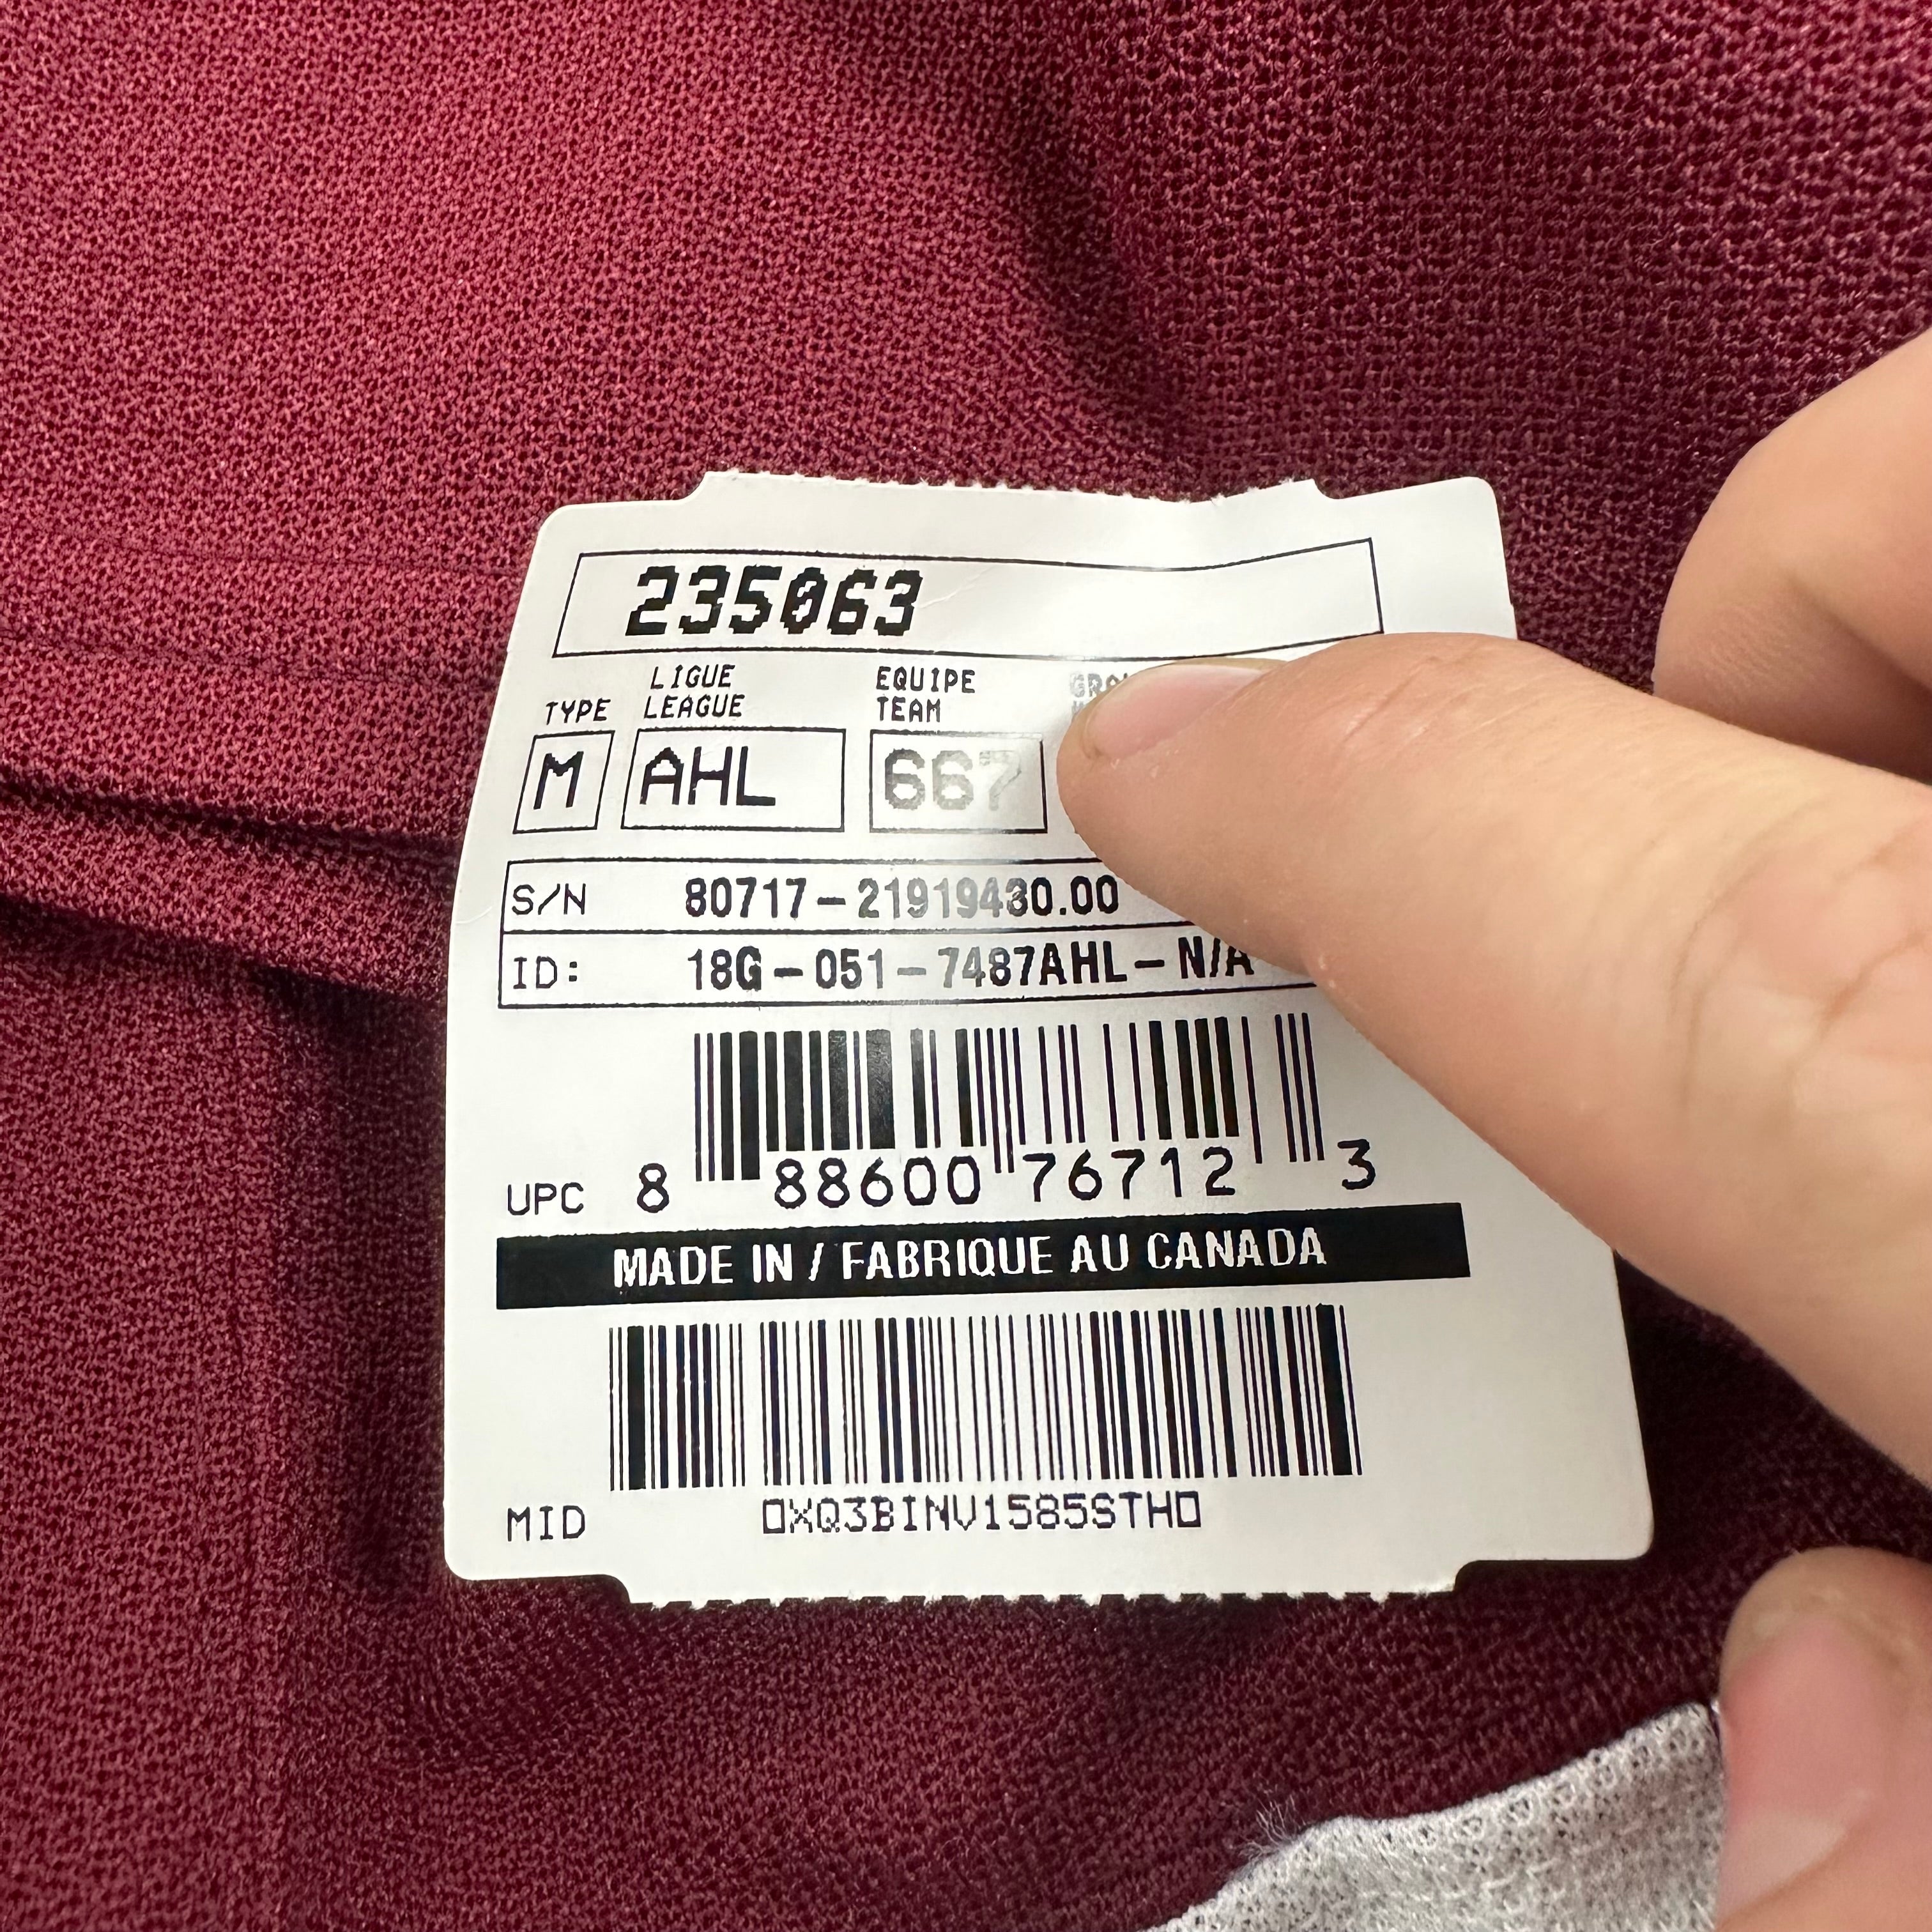 235063
LIGUE EQUIPE
TYPE LEAGUE TEAM
M AHL 667
S/N 80717-21919430.00
ID: 18G-051-7487AHL-N/A
UPC 8 88600 76712 3
MADE IN / FABRIQUE AU CANADA
MID 0XQ3BINV1585STH0